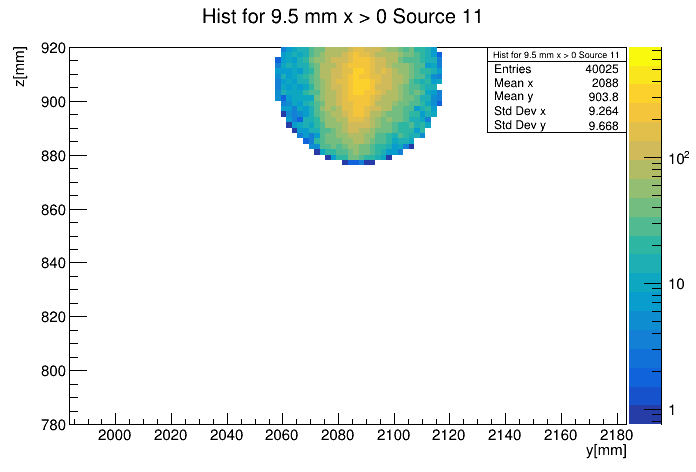 Hist for 9.5 mm x > 0 Source 11
z[mm]
920
900
880
860
840
820
800
780
2000
2020
2040
2060
2080
2100
2120
2140
2160
2180
y[mm]
Hist for 9.5 mm x > 0 Source 11
Entries 40025
Mean x 2088
Mean y 903.8
Std Dev x 9.264
Std Dev y 9.668
10²
10
1